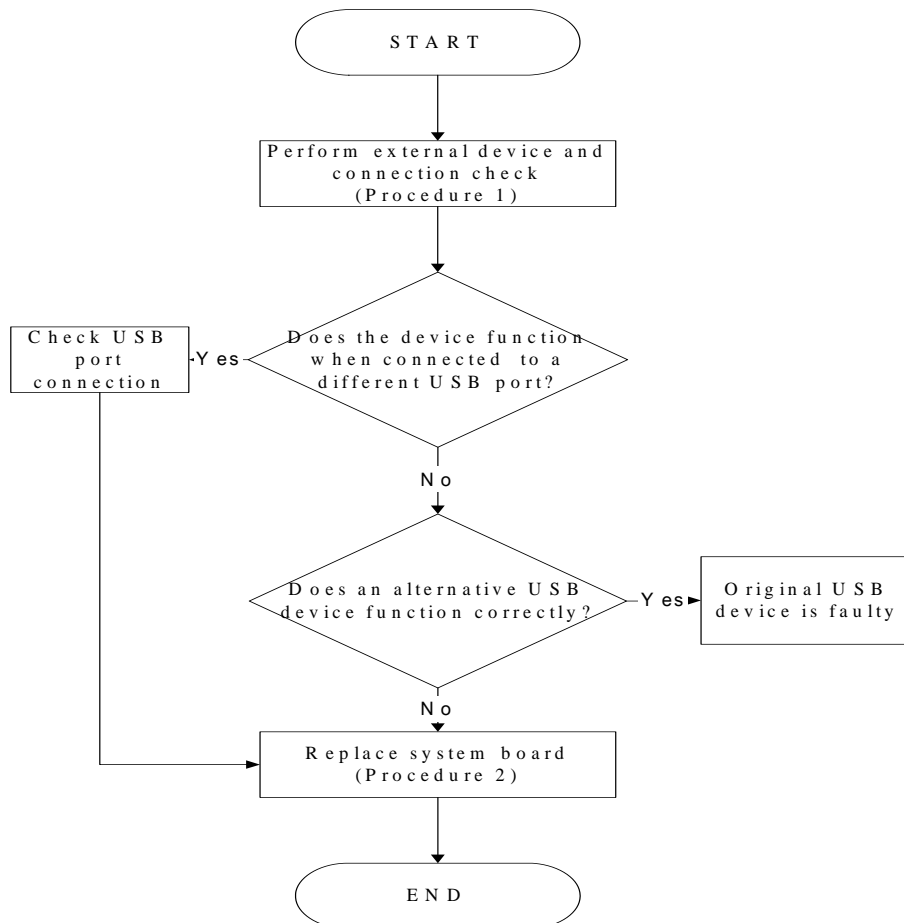 START
Perform external device and
connection check
(Procedure 1)
Does the device function
when connected to a
different USB port?
Yes
Check USB
port
connection
No
Does an alternative USB
device function correctly?
Yes
Original USB
device is faulty
No
Replace system board
(Procedure 2)
END